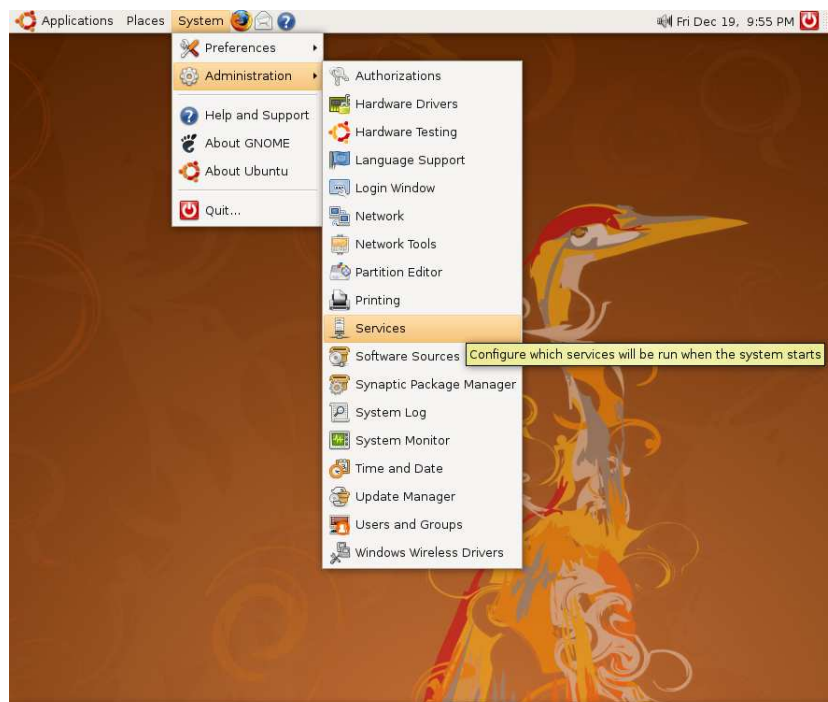 Applications Places System Fri Dec 19, 9:55 PM
Preferences
Administration
Help and Support
About GNOME
About Ubuntu
Quit...
Authorizations
Hardware Drivers
Hardware Testing
Language Support
Login Window
Network
Network Tools
Partition Editor
Printing
Services
Configure which services will be run when the system starts
Software Sources
Synaptic Package Manager
System Log
System Monitor
Time and Date
Update Manager
Users and Groups
Windows Wireless Drivers